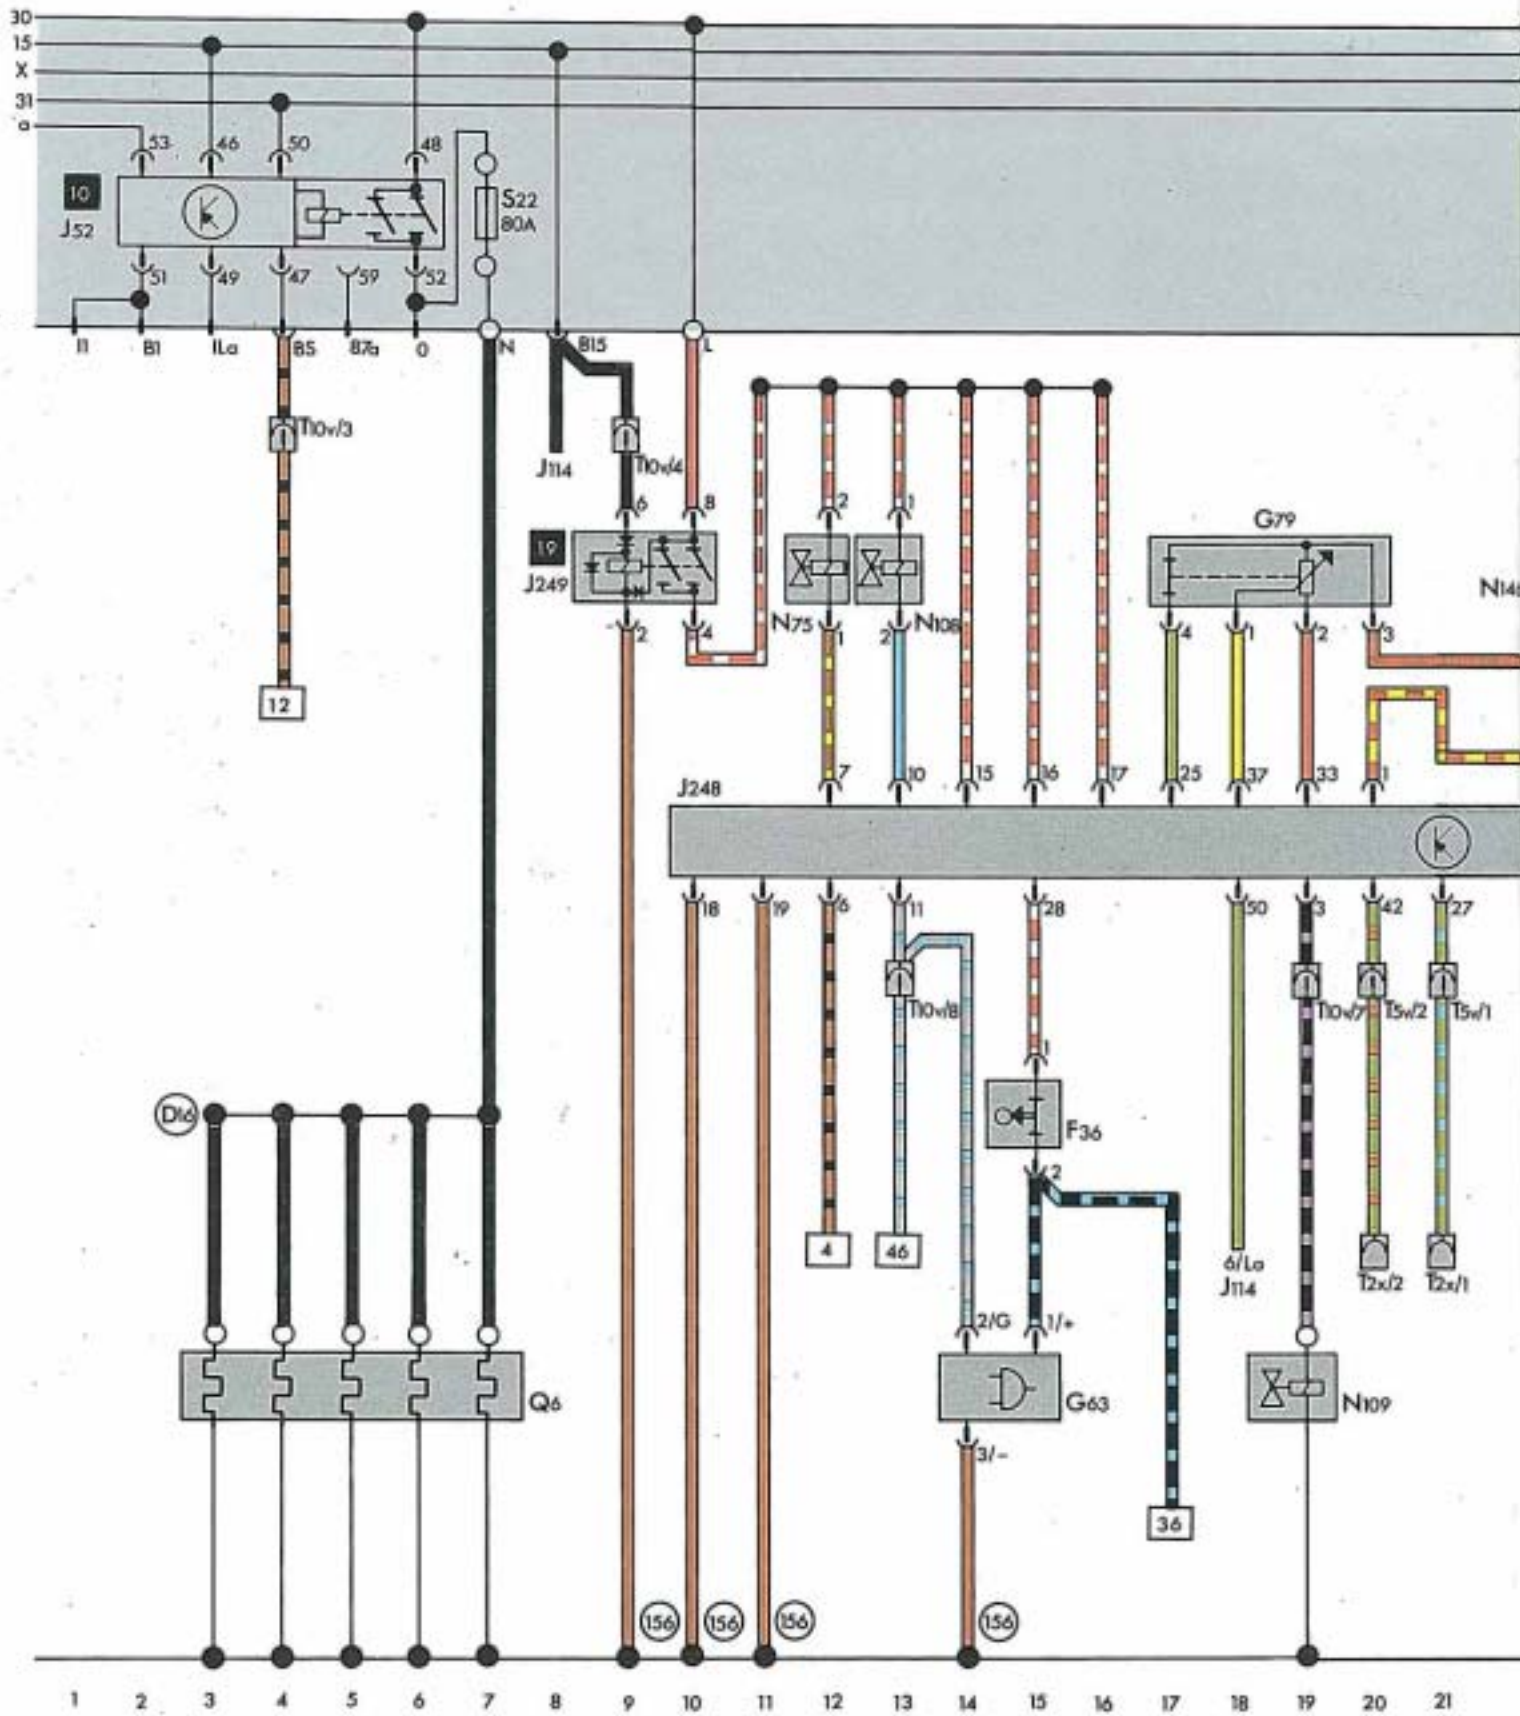 30
15
X
31
a
53 46 50 48
10
J52
S22
80A
51 49 47 59 52
11 B1 1La B5 87a 0 N B15 L
T10v/3
J114 T10v/4
6 8 2 1
G79
19
J249
N75 N108
2 4 1 2 4 1 2 3
12
7 10 15 16 17 25 37 33 1
J248
18 19 6 11 28 50 3 42 27
T10v/8 T10v/7 T5v/2 T5v/1
1
D16
F36
2
4 46
6/La
J114
T2x/2 T2x/1
2/G 1/+
Q6 G63 N109
3/-
36
156 156 156 156
1 2 3 4 5 6 7 8 9 10 11 12 13 14 15 16 17 18 19 20 21